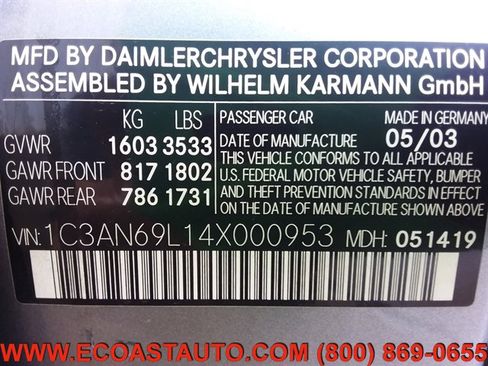 MFD BY DAIMLERCHRYSLER CORPORATION
ASSEMBLED BY WILHELM KARMANN GmbH
KG LBS
GVWR 1603 3533
GAWR FRONT 817 1802
GAWR REAR 786 1731
PASSENGER CAR MADE IN GERMANY
DATE OF MANUFACTURE 05/03
THIS VEHICLE CONFORMS TO ALL APPLICABLE
U.S. FEDERAL MOTOR VEHICLE SAFETY, BUMPER
AND THEFT PREVENTION STANDARDS IN EFFECT
ON THE DATE OF MANUFACTURE SHOWN ABOVE
VIN: 1C3AN69L14X000953 MDH: 051419
WWW.ECOASTAUTO.COM (800) 869-0655